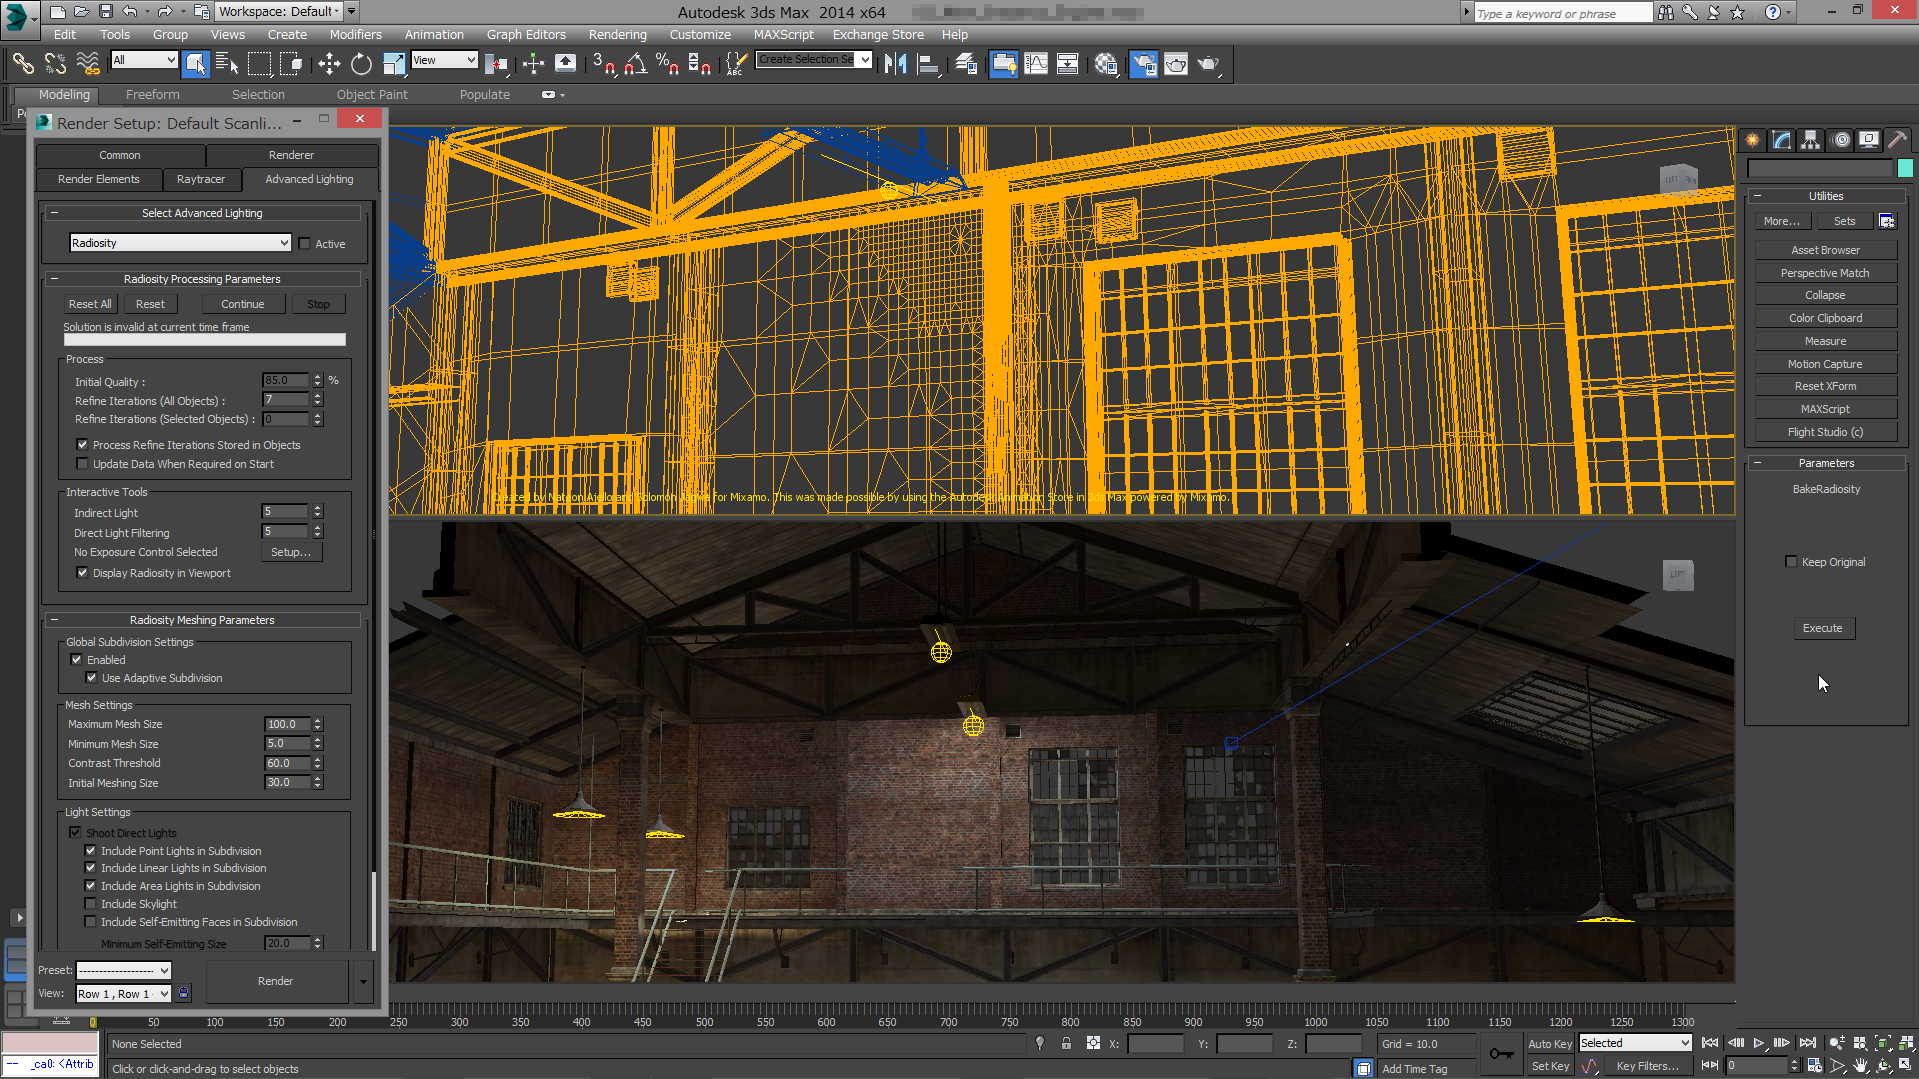 Workspace: Default
Autodesk 3ds Max 2014 x64
Type a keyword or phrase
Edit Tools Group Views Create Modifiers Animation Graph Editors Rendering Customize MAXScript Exchange Store Help
All
View
3
%
ABC
Create Selection Se
Modeling Freeform Selection Object Paint Populate
Render Setup: Default Scanli...
Common Renderer
Render Elements Raytracer Advanced Lighting
Select Advanced Lighting
Radiosity Active
Radiosity Processing Parameters
Reset All Reset Continue Stop
Solution is invalid at current time frame
Process
Initial Quality : 85.0 %
Refine Iterations (All Objects) : 7
Refine Iterations (Selected Objects) : 0
Process Refine Iterations Stored in Objects
Update Data When Required on Start
Interactive Tools
Indirect Light 5
Direct Light Filtering 5
No Exposure Control Selected Setup...
Display Radiosity in Viewport
Radiosity Meshing Parameters
Global Subdivision Settings
Enabled
Use Adaptive Subdivision
Mesh Settings
Maximum Mesh Size 100.0
Minimum Mesh Size 5.0
Contrast Threshold 60.0
Initial Meshing Size 30.0
Light Settings
Shoot Direct Lights
Include Point Lights in Subdivision
Include Linear Lights in Subdivision
Include Area Lights in Subdivision
Include Skylight
Include Self-Emitting Faces in Subdivision
Minimum Self-Emitting Size 20.0
Preset: --------------------
View: Row 1 , Row 1
Render
Created by Mateon Ajello and Solomon Jagwe for Mixamo. This was made possible by using the Autodesk Animation Store in 3ds Max powered by Mixamo.
LEFT
LEFT
Utilities
More... Sets
Asset Browser
Perspective Match
Collapse
Color Clipboard
Measure
Motion Capture
Reset XForm
MAXScript
Flight Studio (c)
Parameters
BakeRadiosity
Keep Original
Execute
0 50 100 150 200 250 300 350 400 450 500 550 600 650 700 750 800 850 900 950 1000 1050 1100 1150 1200 1250 1300
None Selected
X: Y: Z: Grid = 10.0
Auto Key Selected
-- _ca0: <Attrib
Click or click-and-drag to select objects
Add Time Tag
Set Key Key Filters...
0